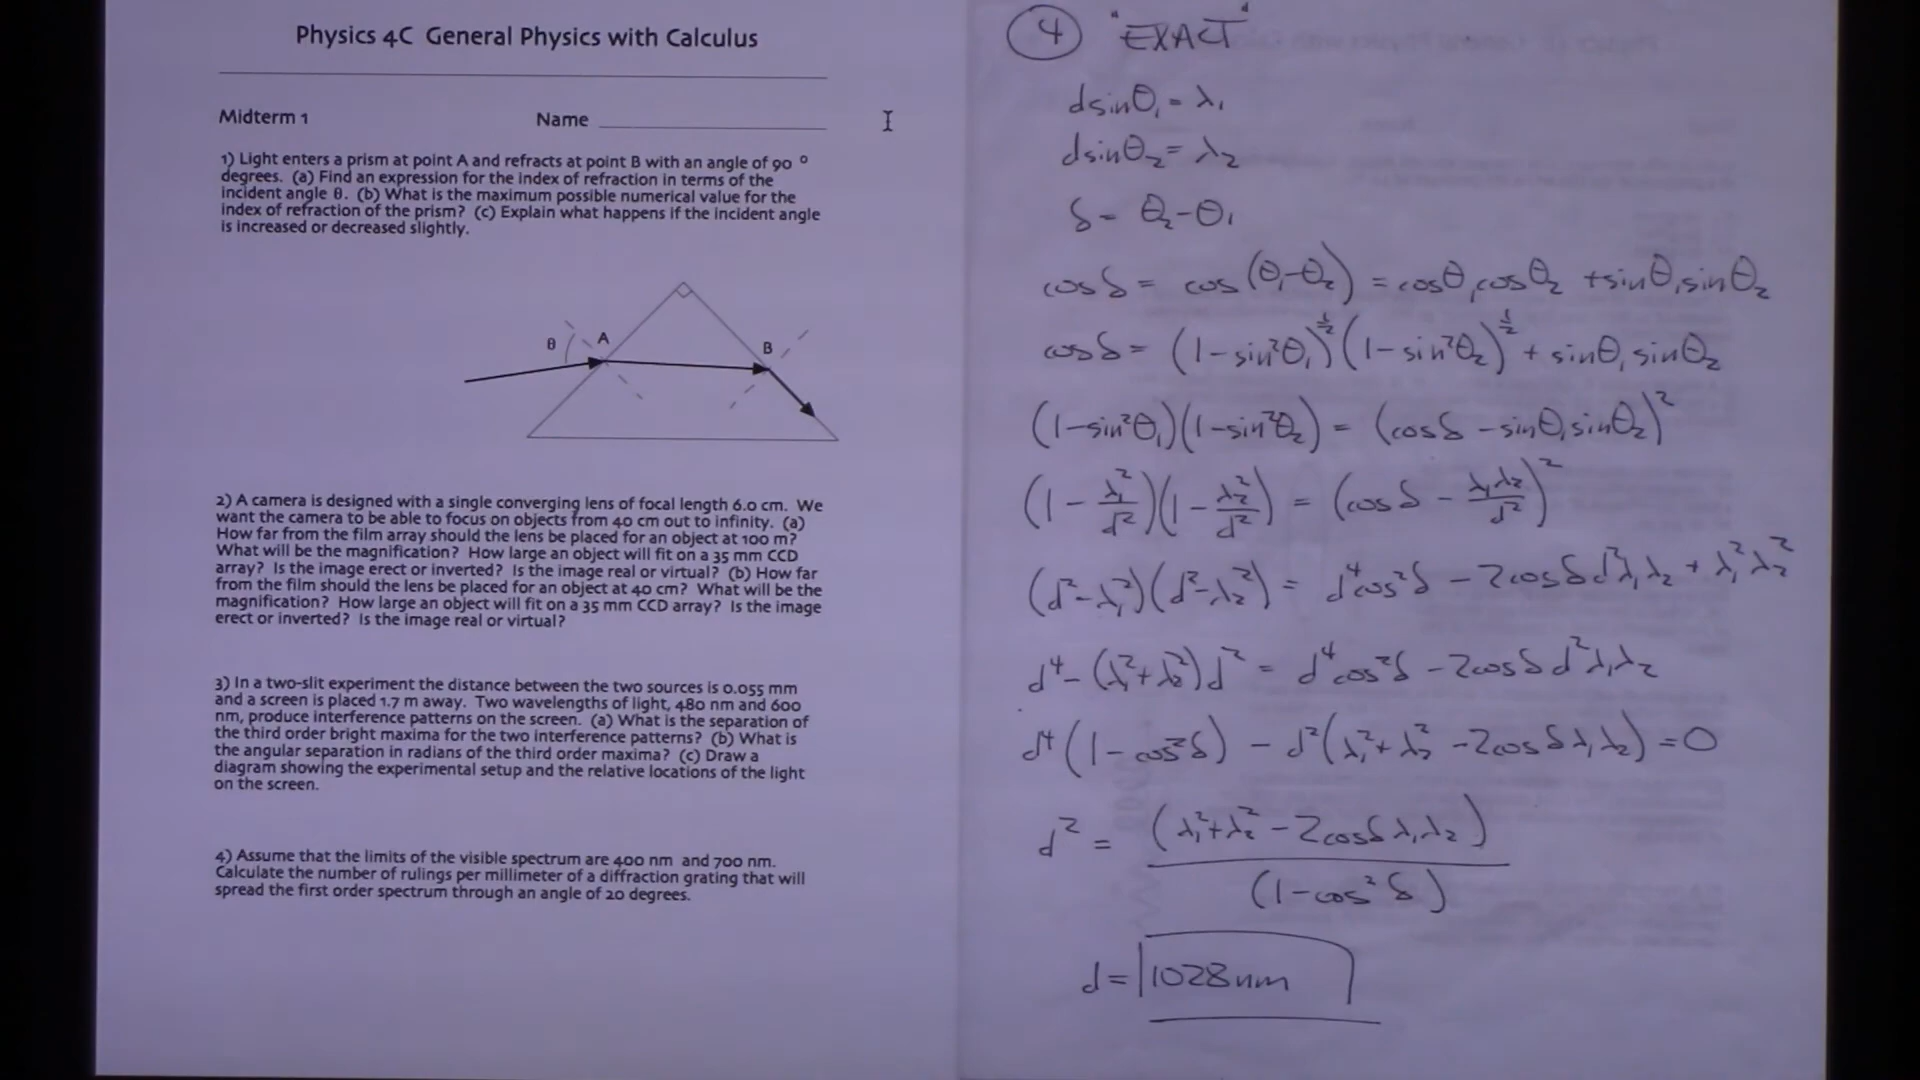 Physics 4C General Physics with Calculus
Midterm 1
Name
1) Light enters a prism at point A and refracts at point B with an angle of 90 °
degrees. (a) Find an expression for the index of refraction in terms of the
incident angle θ. (b) What is the maximum possible numerical value for the
index of refraction of the prism? (c) Explain what happens if the incident angle
is increased or decreased slightly.
θ
A
B
2) A camera is designed with a single converging lens of focal length 6.0 cm. We
want the camera to be able to focus on objects from 40 cm out to infinity. (a)
How far from the film array should the lens be placed for an object at 100 m?
What will be the magnification? How large an object will fit on a 35 mm CCD
array? Is the image erect or inverted? Is the image real or virtual? (b) How far
from the film should the lens be placed for an object at 40 cm? What will be the
magnification? How large an object will fit on a 35 mm CCD array? Is the image
erect or inverted? Is the image real or virtual?
3) In a two-slit experiment the distance between the two sources is 0.055 mm
and a screen is placed 1.7 m away. Two wavelengths of light, 480 nm and 600
nm, produce interference patterns on the screen. (a) What is the separation of
the third order bright maxima for the two interference patterns? (b) What is
the angular separation in radians of the third order maxima? (c) Draw a
diagram showing the experimental setup and the relative locations of the light
on the screen.
4) Assume that the limits of the visible spectrum are 400 nm and 700 nm.
Calculate the number of rulings per millimeter of a diffraction grating that will
spread the first order spectrum through an angle of 20 degrees.
4 "EXACT"
d sinθ₁ = λ₁
d sinθ₂ = λ₂
δ = θ₂-θ₁
cosδ = cos(θ₁-θ₂) = cosθ₁cosθ₂ + sinθ₁sinθ₂
cosδ = (1-sin²θ₁)^½ (1-sin²θ₂)^½ + sinθ₁ sinθ₂
(1-sin²θ₁)(1-sin²θ₂) = (cosδ - sinθ₁sinθ₂)²
(1 - λ₁²/d²)(1 - λ₂²/d²) = (cosδ - λ₁λ₂/d²)²
(d²-λ₁²)(d²-λ₂²) = d⁴cos²δ - 2cosδ d²λ₁λ₂ + λ₁²λ₂²
d⁴ - (λ₁²+λ₂²)d² = d⁴cos²δ - 2cosδ d²λ₁λ₂
d⁴(1-cos²δ) - d²(λ₁²+λ₂² - 2cosδλ₁λ₂) = 0
d² = (λ₁²+λ₂² - 2cosδλ₁λ₂) / (1-cos²δ)
d = 1028nm